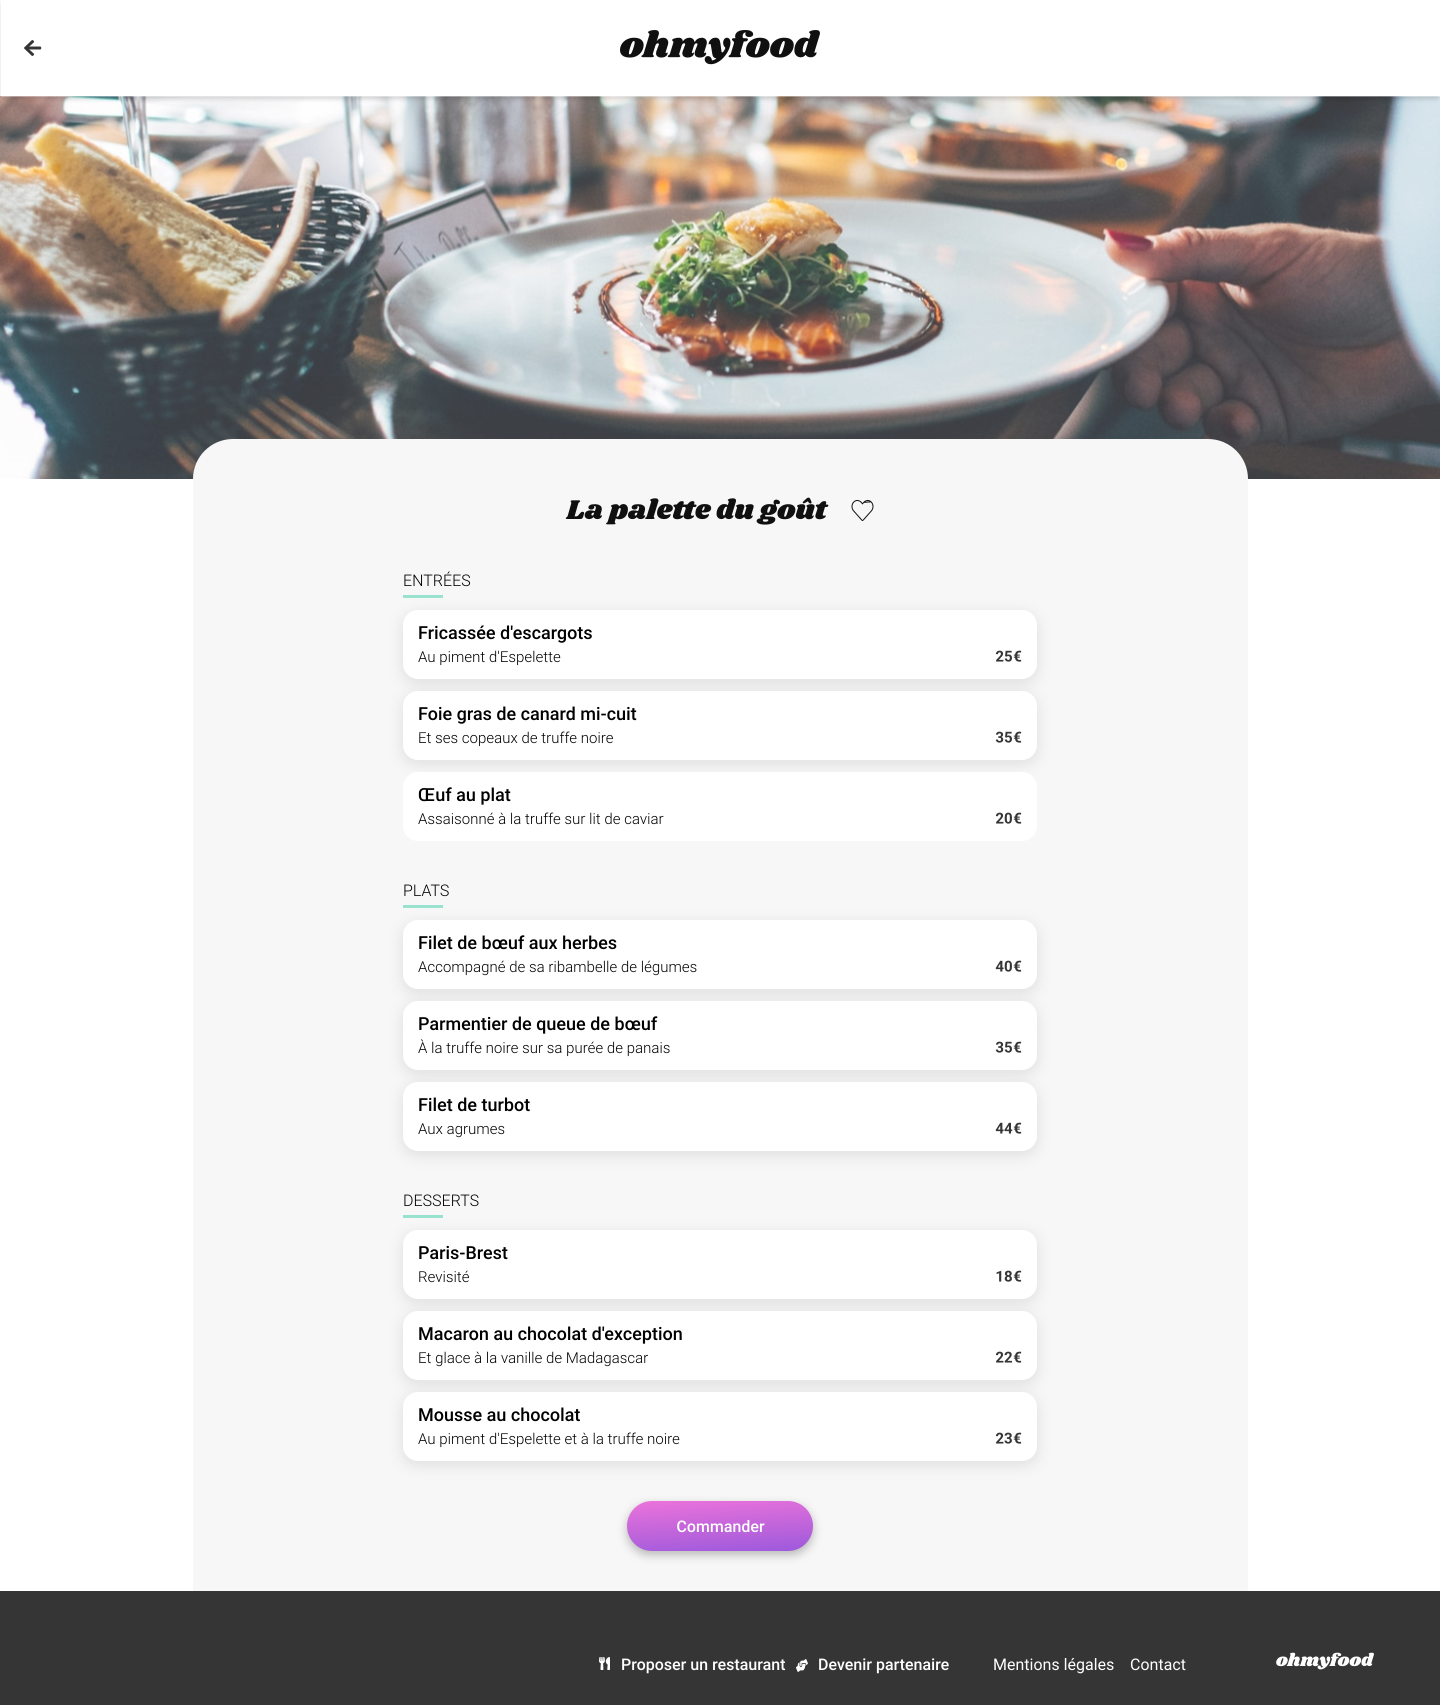 ohmyfood
La palette du goût
ENTRÉES
Fricassée d'escargots
Au piment d'Espelette
25€
Foie gras de canard mi-cuit
Et ses copeaux de truffe noire
35€
Œuf au plat
Assaisonné à la truffe sur lit de caviar
20€
PLATS
Filet de bœuf aux herbes
Accompagné de sa ribambelle de légumes
40€
Parmentier de queue de bœuf
À la truffe noire sur sa purée de panais
35€
Filet de turbot
Aux agrumes
44€
DESSERTS
Paris-Brest
Revisité
18€
Macaron au chocolat d'exception
Et glace à la vanille de Madagascar
22€
Mousse au chocolat
Au piment d'Espelette et à la truffe noire
23€
Commander
Proposer un restaurant Devenir partenaire Mentions légales Contact ohmyfood